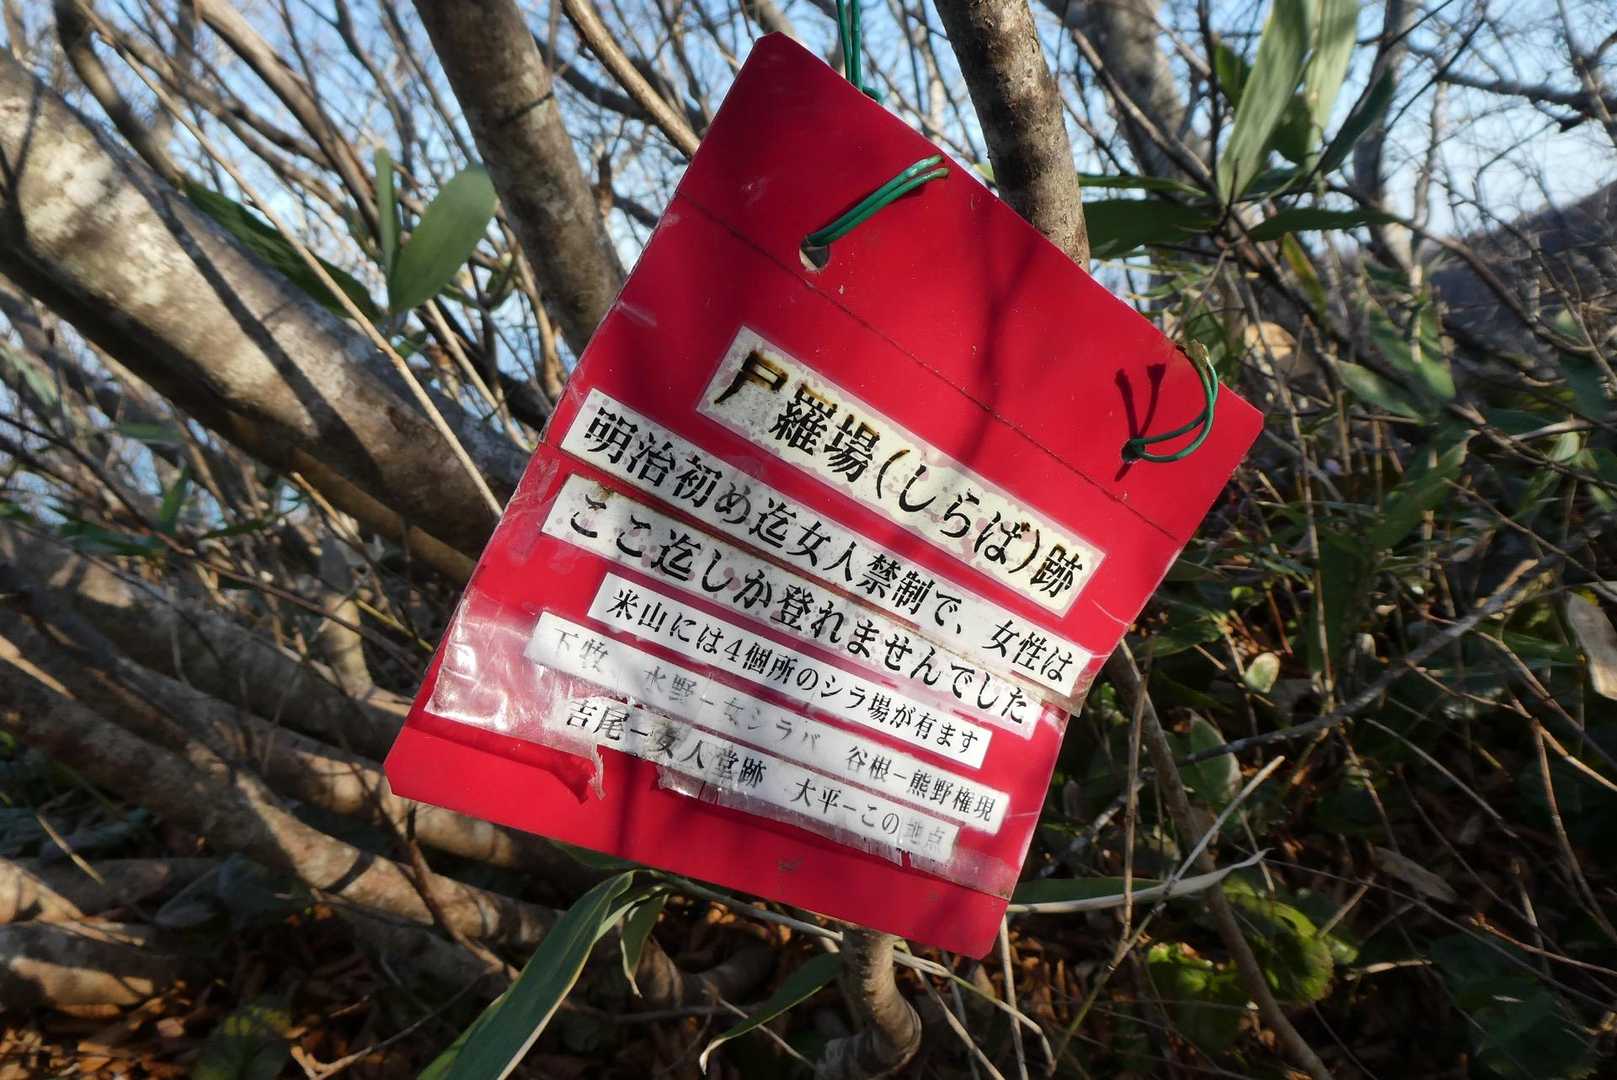 尸羅場(しらば)跡
明治初め迄女人禁制で、女性は
ここ迄しか登れませんでした
米山には4個所のシラ場が有ます
下牧　水野－女シラバ　谷根－熊野権現
吉尾－女人堂跡　大平－この地点